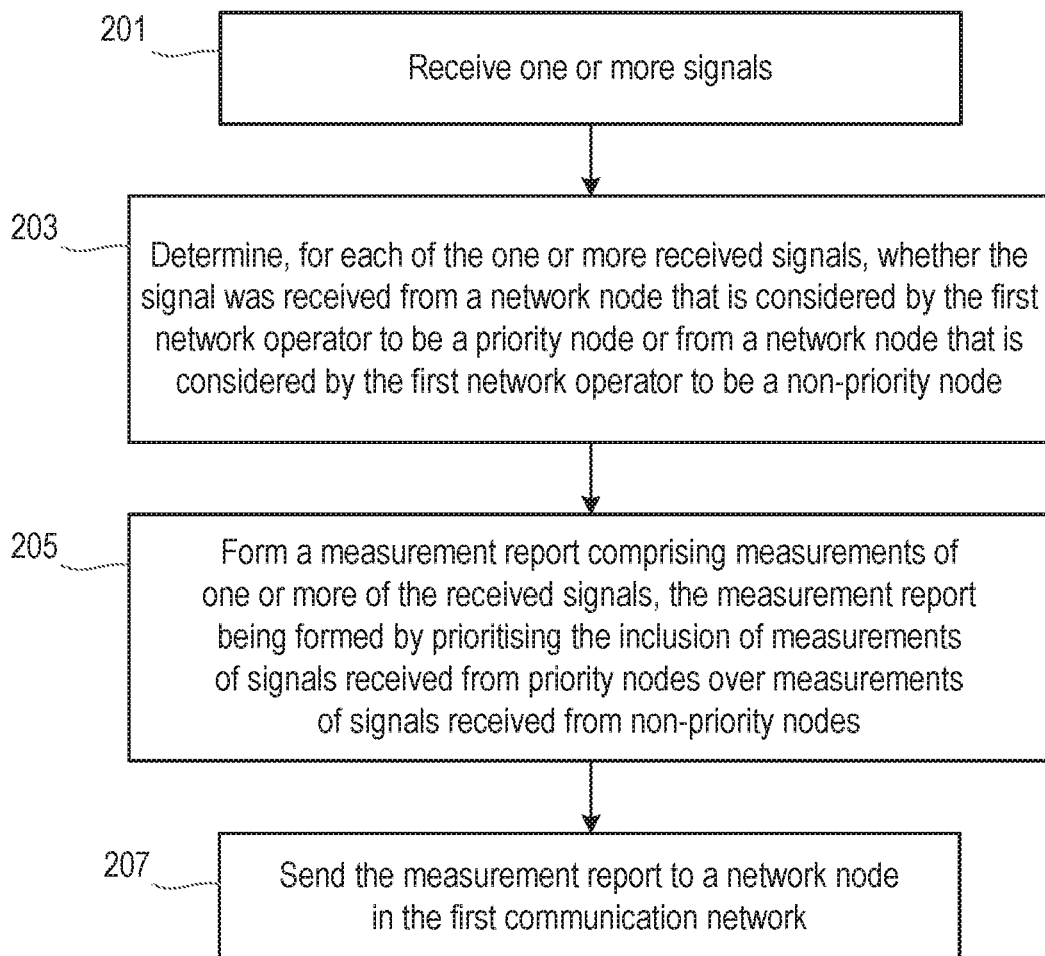 201
Receive one or more signals
203
Determine, for each of the one or more received signals, whether the
signal was received from a network node that is considered by the first
network operator to be a priority node or from a network node that is
considered by the first network operator to be a non-priority node
205
Form a measurement report comprising measurements of
one or more of the received signals, the measurement report
being formed by prioritising the inclusion of measurements
of signals received from priority nodes over measurements
of signals received from non-priority nodes
207
Send the measurement report to a network node
in the first communication network